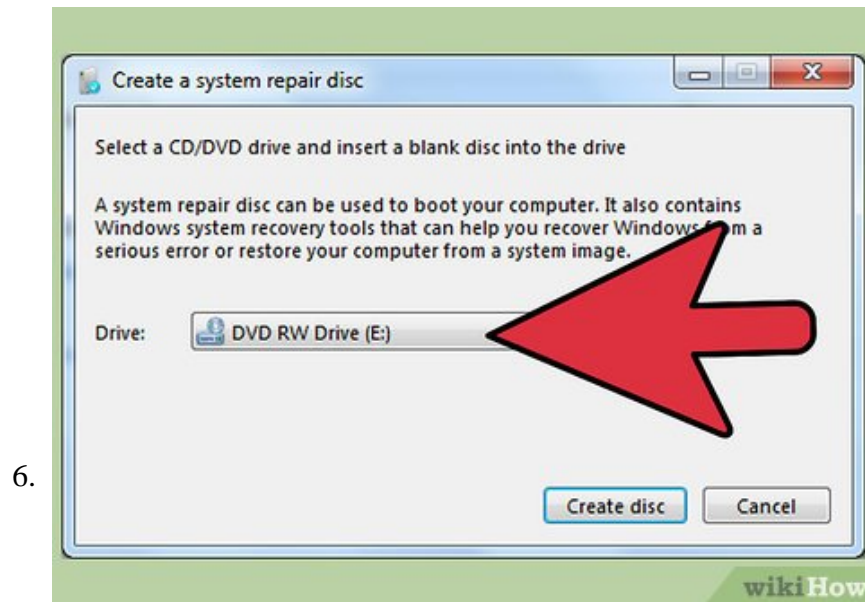 Create a system repair disc
Select a CD/DVD drive and insert a blank disc into the drive
A system repair disc can be used to boot your computer. It also contains
Windows system recovery tools that can help you recover Windows a
serious error or restore your computer from a system image.
Drive: DVD RW Drive (E:)
6.
Create disc Cancel
wikiHow